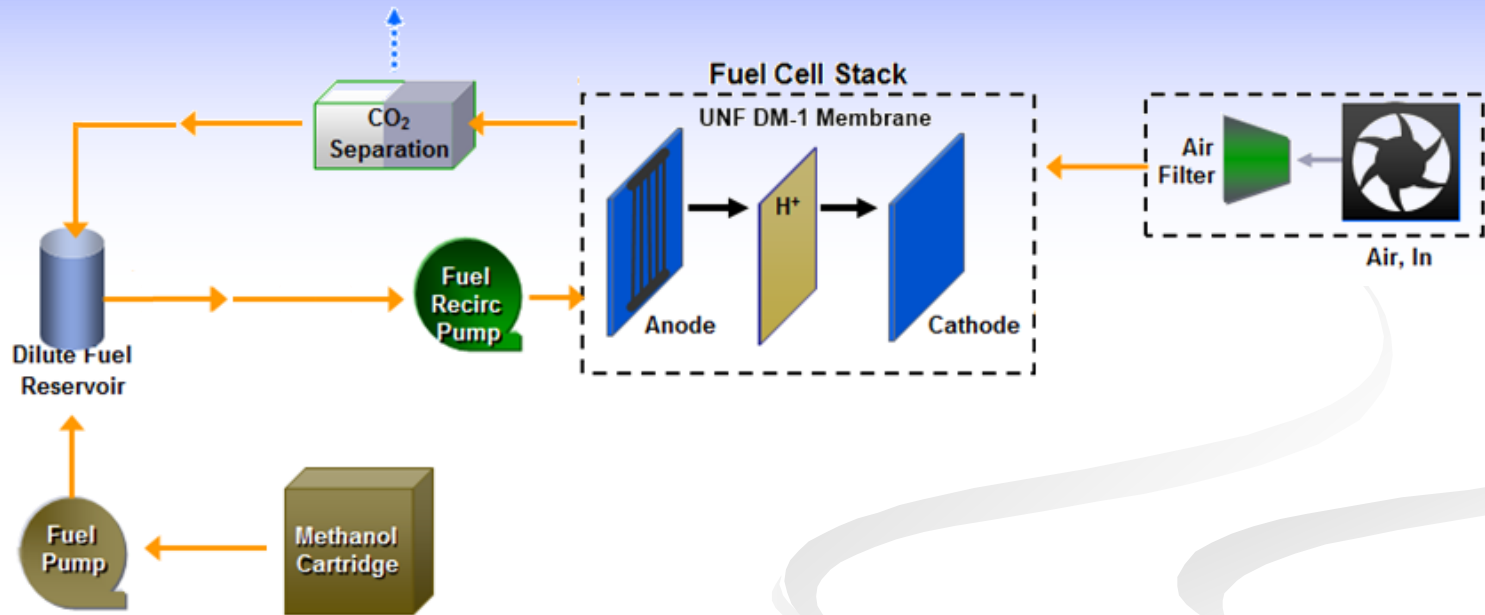 Fuel Cell Stack
UNF DM-1 Membrane
CO₂
Separation
Air
Filter
H⁺
Air, In
Fuel
Recirc
Pump
Anode
Cathode
Dilute Fuel
Reservoir
Fuel
Pump
Methanol
Cartridge